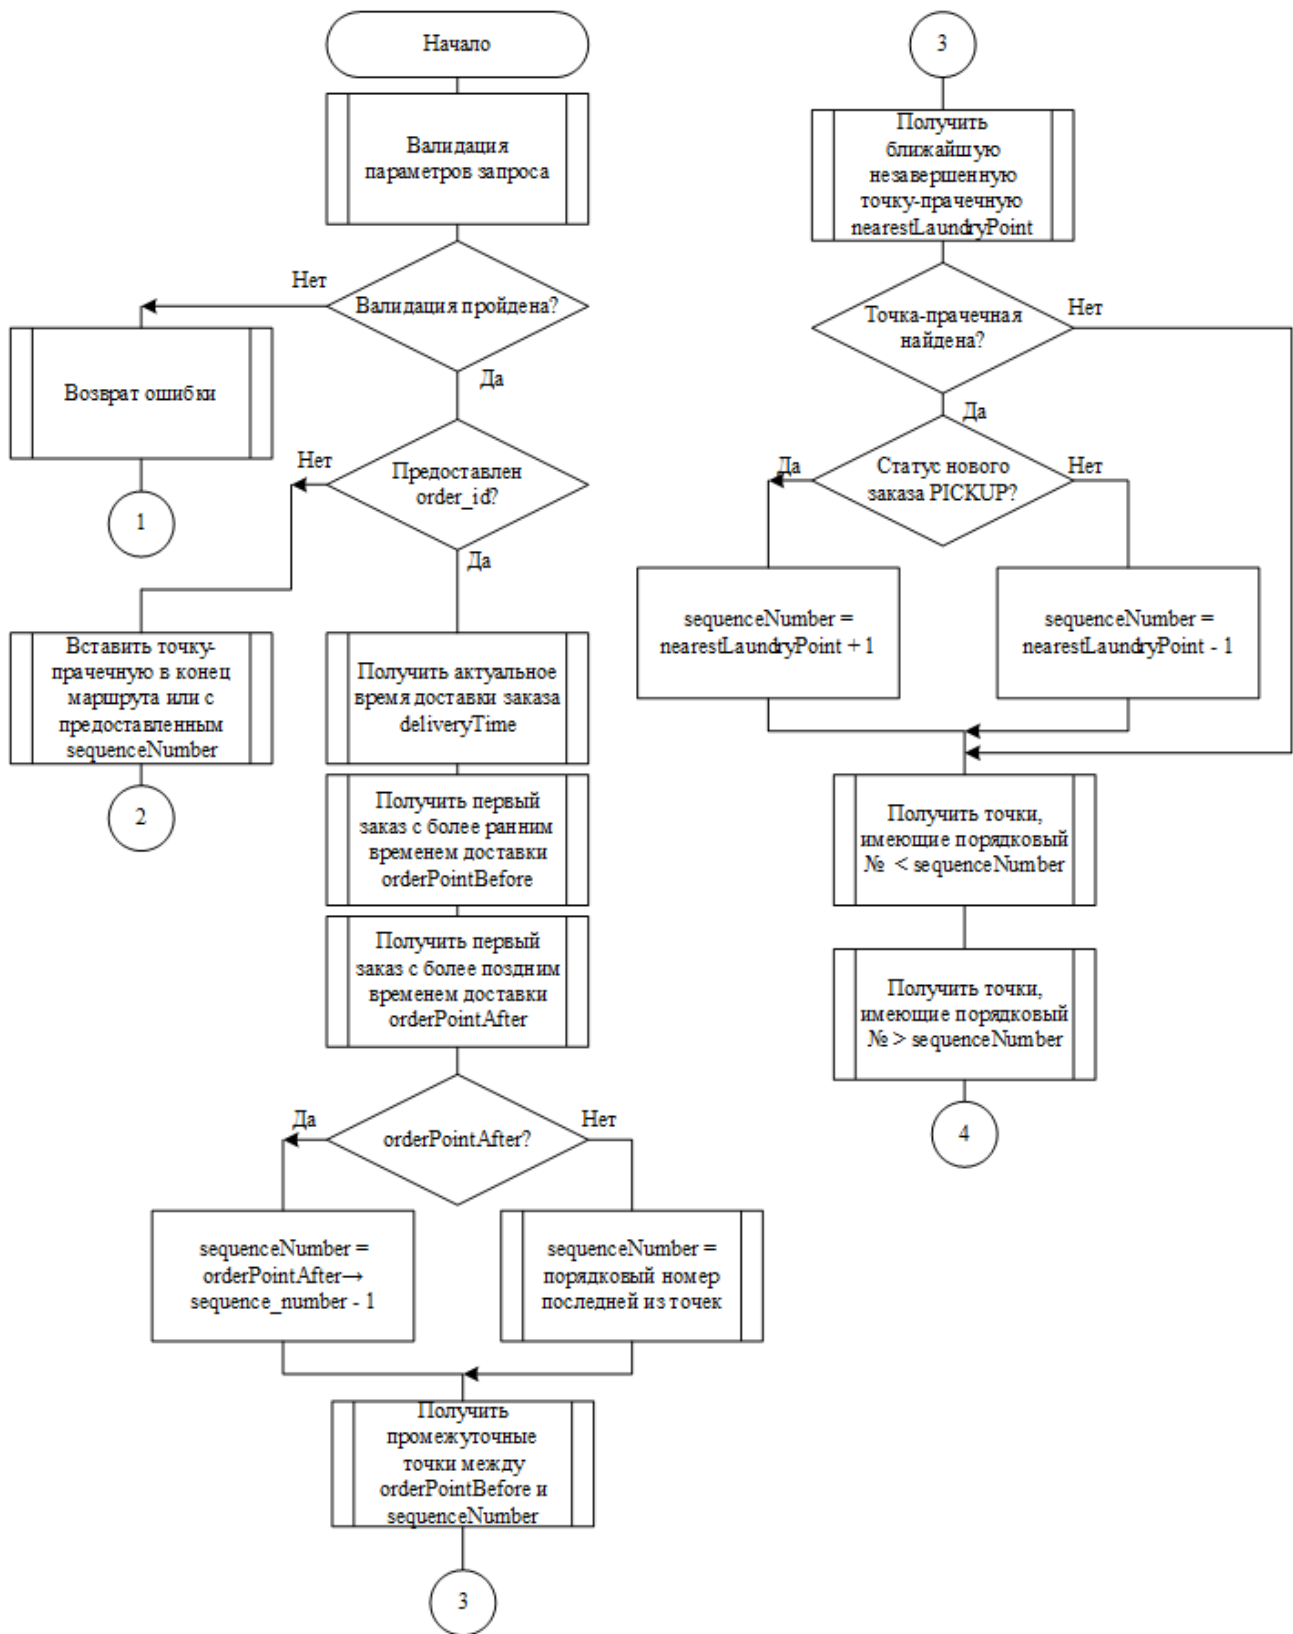 Начало
Валидация
параметров запроса
Валидация пройдена?
Нет
Да
Возврат ошибки
1
Предоставлен
order_id?
Нет
Да
Вставить точку-
прачечную в конец
маршрута или с
предоставленным
sequenceNumber
2
Получить актуальное
время доставки заказа
deliveryTime
Получить первый
заказ с более ранним
временем доставки
orderPointBefore
Получить первый
заказ с более поздним
временем доставки
orderPointAfter
orderPointAfter?
Да
Нет
sequenceNumber =
orderPointAfter→
sequence_number - 1
sequenceNumber =
порядковый номер
последней из точек
Получить
промежуточные
точки между
orderPointBefore и
sequenceNumber
3
3
Получить
ближайшую
незавершенную
точку-прачечную
nearestLaundryPoint
Точка-прачечная
найдена?
Нет
Да
Статус нового
заказа PICKUP?
Да
Нет
sequenceNumber =
nearestLaundryPoint + 1
sequenceNumber =
nearestLaundryPoint - 1
Получить точки,
имеющие порядковый
№ < sequenceNumber
Получить точки,
имеющие порядковый
№ > sequenceNumber
4